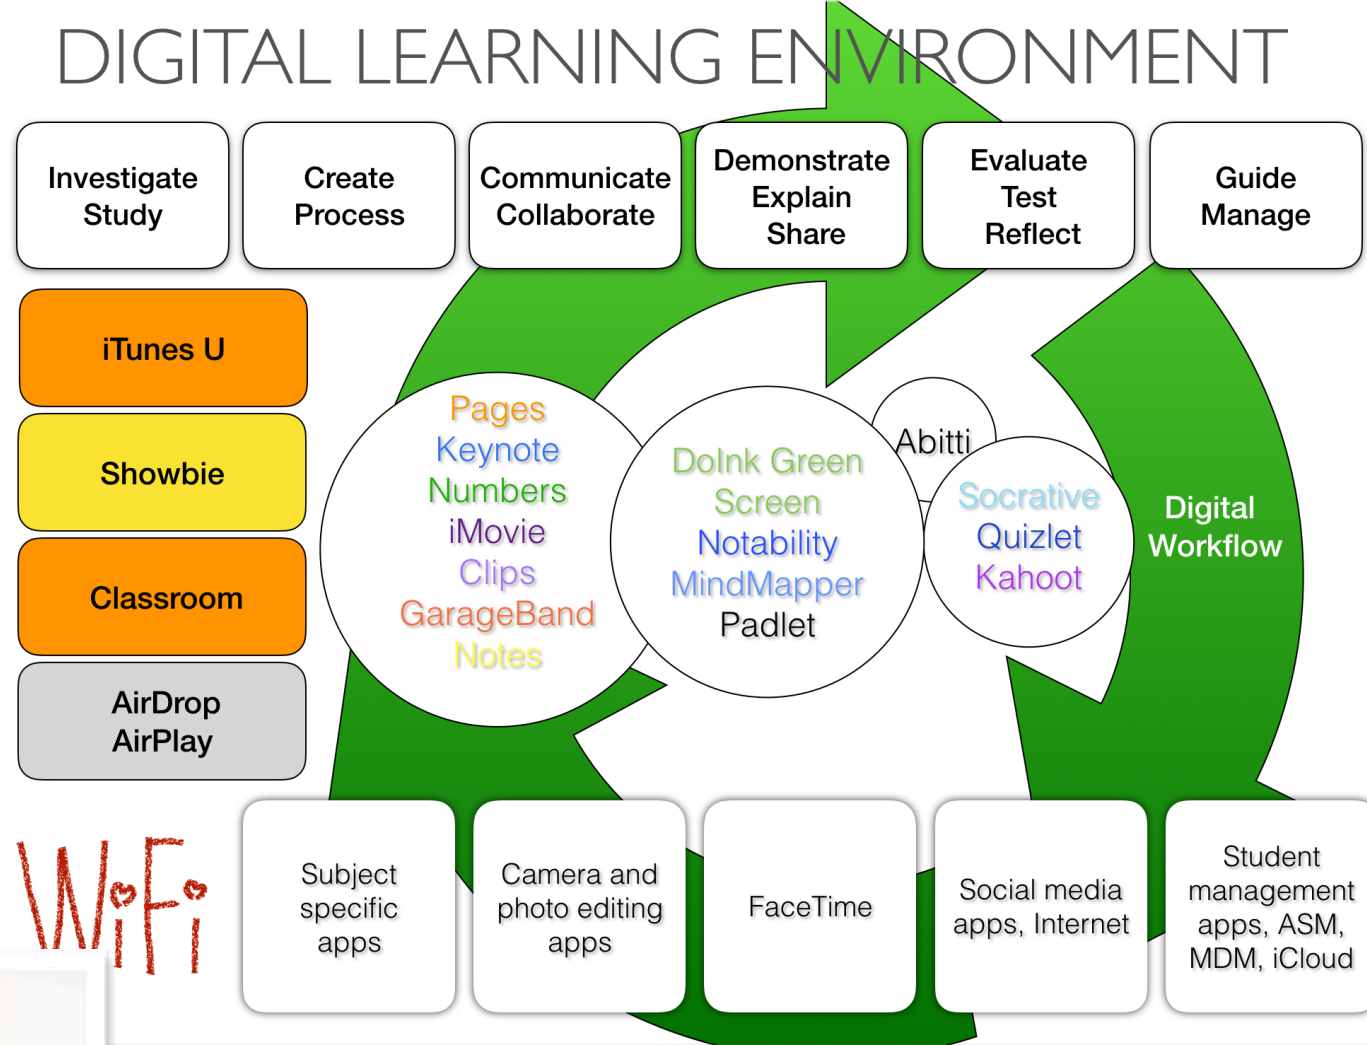 DIGITAL LEARNING ENVIRONMENT
Investigate
Study
Create
Process
Communicate
Collaborate
Demonstrate
Explain
Share
Evaluate
Test
Reflect
Guide
Manage
iTunes U
Showbie
Classroom
AirDrop
AirPlay
Pages
Keynote
Numbers
iMovie
Clips
GarageBand
Notes
DoInk Green
Screen
Notability
MindMapper
Padlet
Abitti
Socrative
Quizlet
Kahoot
Digital
Workflow
WiFi
Subject
specific
apps
Camera and
photo editing
apps
FaceTime
Social media
apps, Internet
Student
management
apps, ASM,
MDM, iCloud